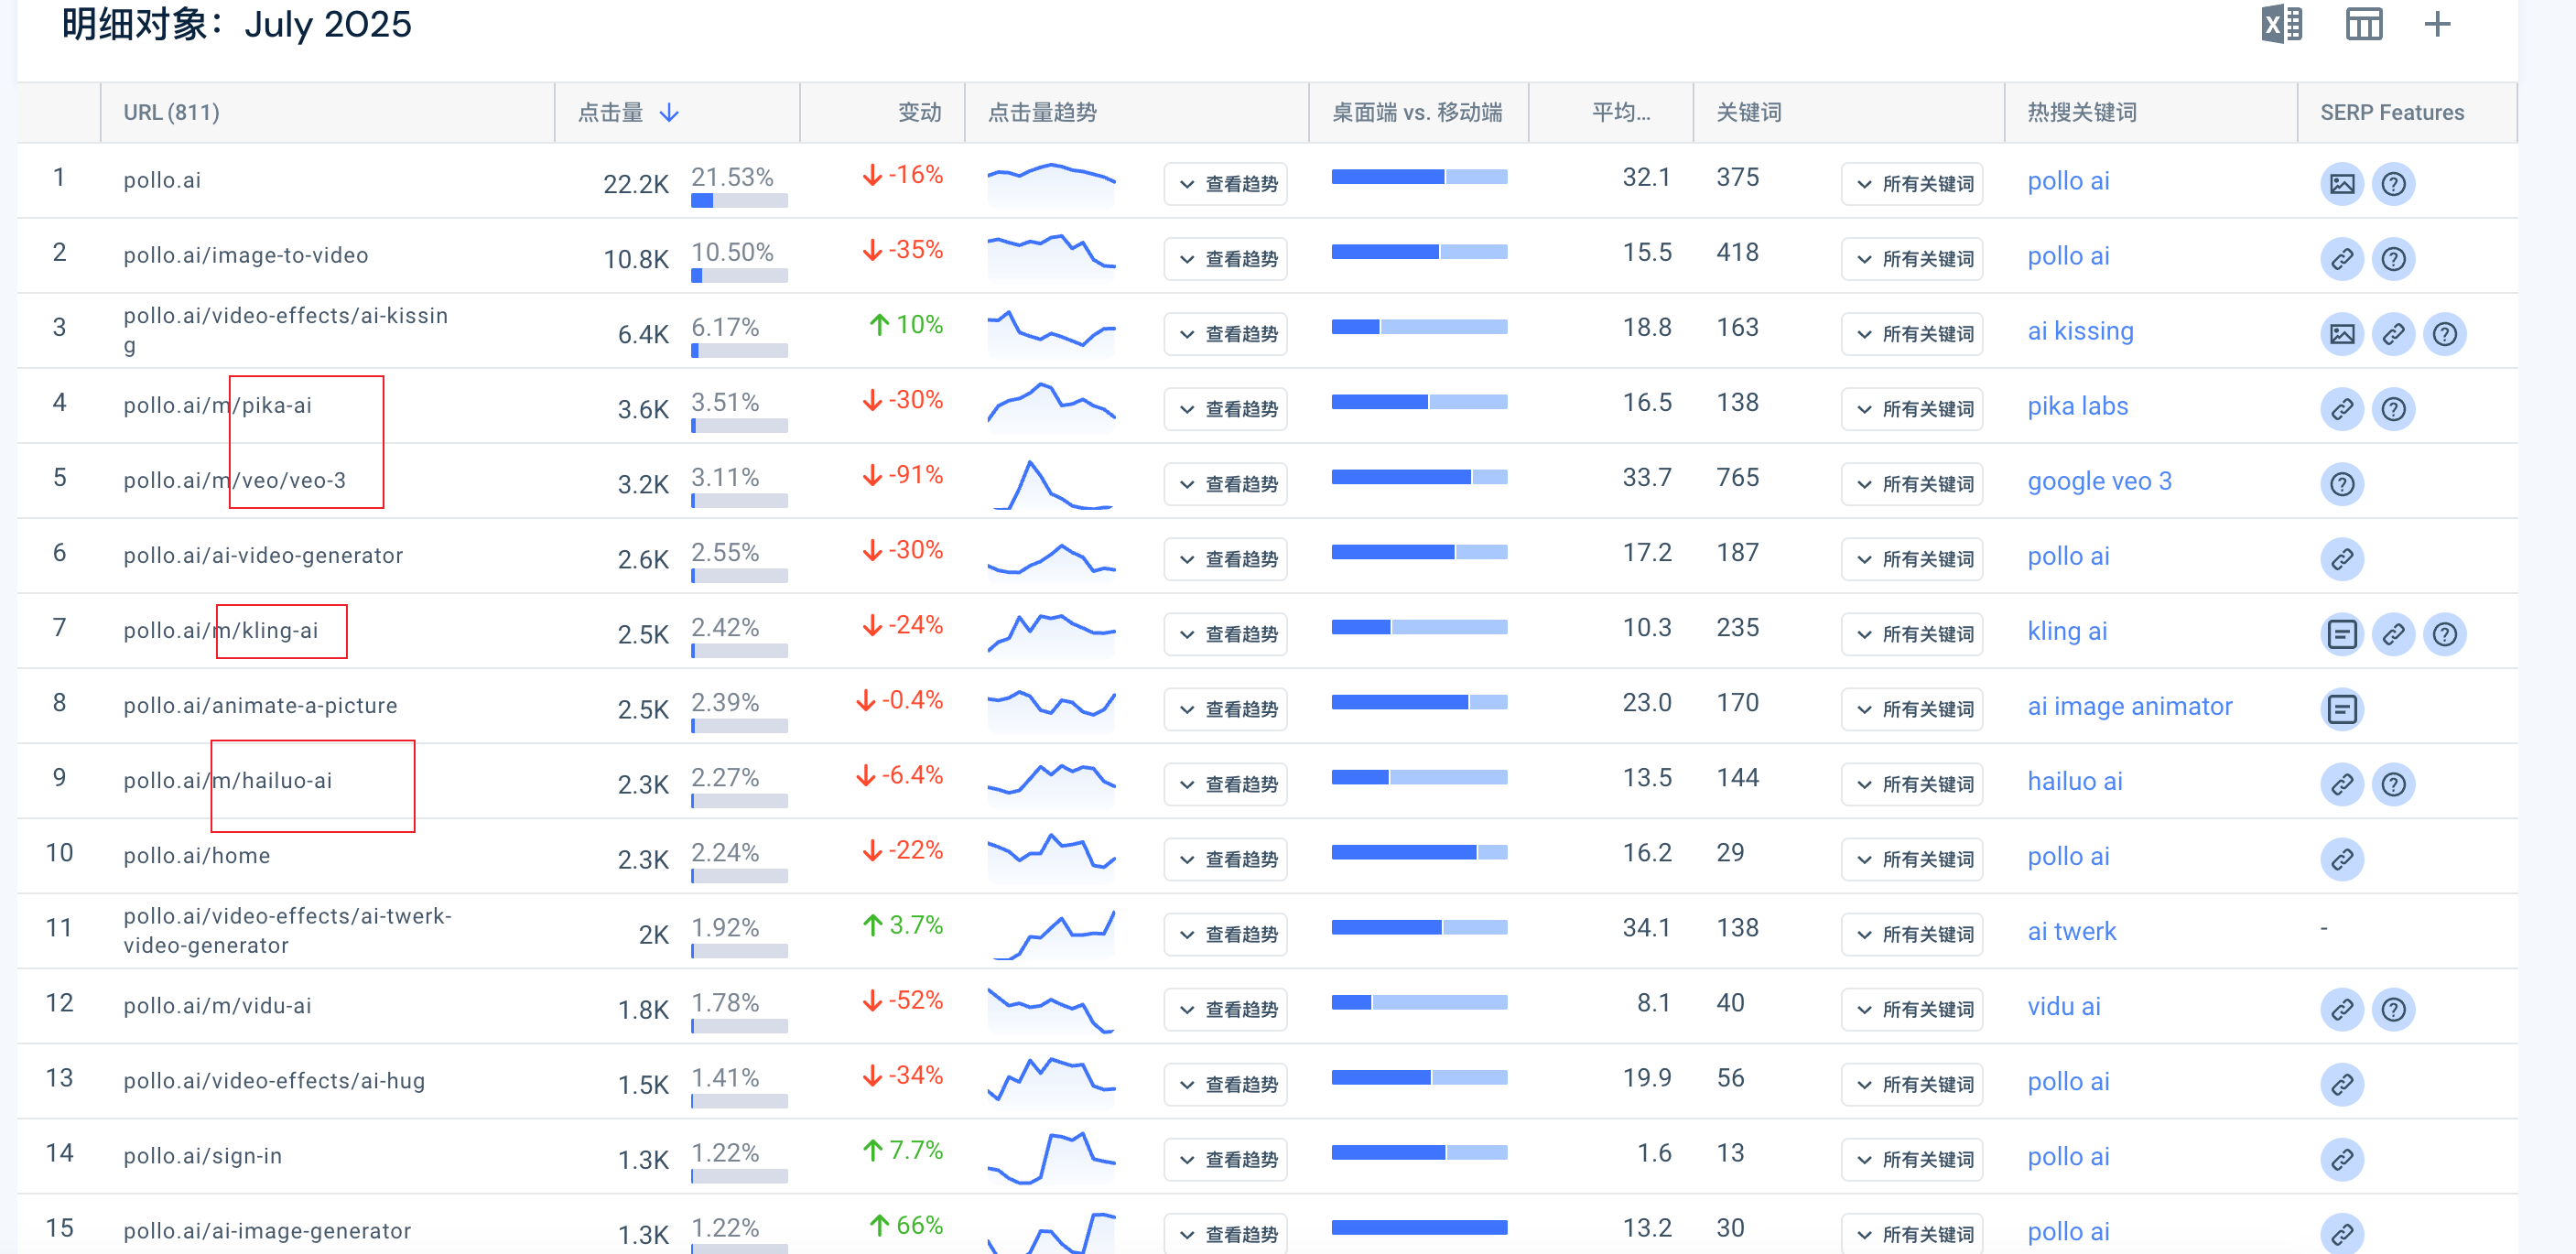 明细对象：July 2025
URL (811) 点击量 变动 点击量趋势 桌面端 vs. 移动端 平均... 关键词 热搜关键词 SERP Features
1 pollo.ai 22.2K 21.53% -16% 查看趋势 32.1 375 所有关键词 pollo ai
2 pollo.ai/image-to-video 10.8K 10.50% -35% 查看趋势 15.5 418 所有关键词 pollo ai
3 pollo.ai/video-effects/ai-kissin
g 6.4K 6.17% 10% 查看趋势 18.8 163 所有关键词 ai kissing
4 pollo.ai/m/pika-ai 3.6K 3.51% -30% 查看趋势 16.5 138 所有关键词 pika labs
5 pollo.ai/m/veo/veo-3 3.2K 3.11% -91% 查看趋势 33.7 765 所有关键词 google veo 3
6 pollo.ai/ai-video-generator 2.6K 2.55% -30% 查看趋势 17.2 187 所有关键词 pollo ai
7 pollo.ai/m/kling-ai 2.5K 2.42% -24% 查看趋势 10.3 235 所有关键词 kling ai
8 pollo.ai/animate-a-picture 2.5K 2.39% -0.4% 查看趋势 23.0 170 所有关键词 ai image animator
9 pollo.ai/m/hailuo-ai 2.3K 2.27% -6.4% 查看趋势 13.5 144 所有关键词 hailuo ai
10 pollo.ai/home 2.3K 2.24% -22% 查看趋势 16.2 29 所有关键词 pollo ai
11 pollo.ai/video-effects/ai-twerk-
video-generator 2K 1.92% 3.7% 查看趋势 34.1 138 所有关键词 ai twerk -
12 pollo.ai/m/vidu-ai 1.8K 1.78% -52% 查看趋势 8.1 40 所有关键词 vidu ai
13 pollo.ai/video-effects/ai-hug 1.5K 1.41% -34% 查看趋势 19.9 56 所有关键词 pollo ai
14 pollo.ai/sign-in 1.3K 1.22% 7.7% 查看趋势 1.6 13 所有关键词 pollo ai
15 pollo.ai/ai-image-generator 1.3K 1.22% 66% 查看趋势 13.2 30 所有关键词 pollo ai